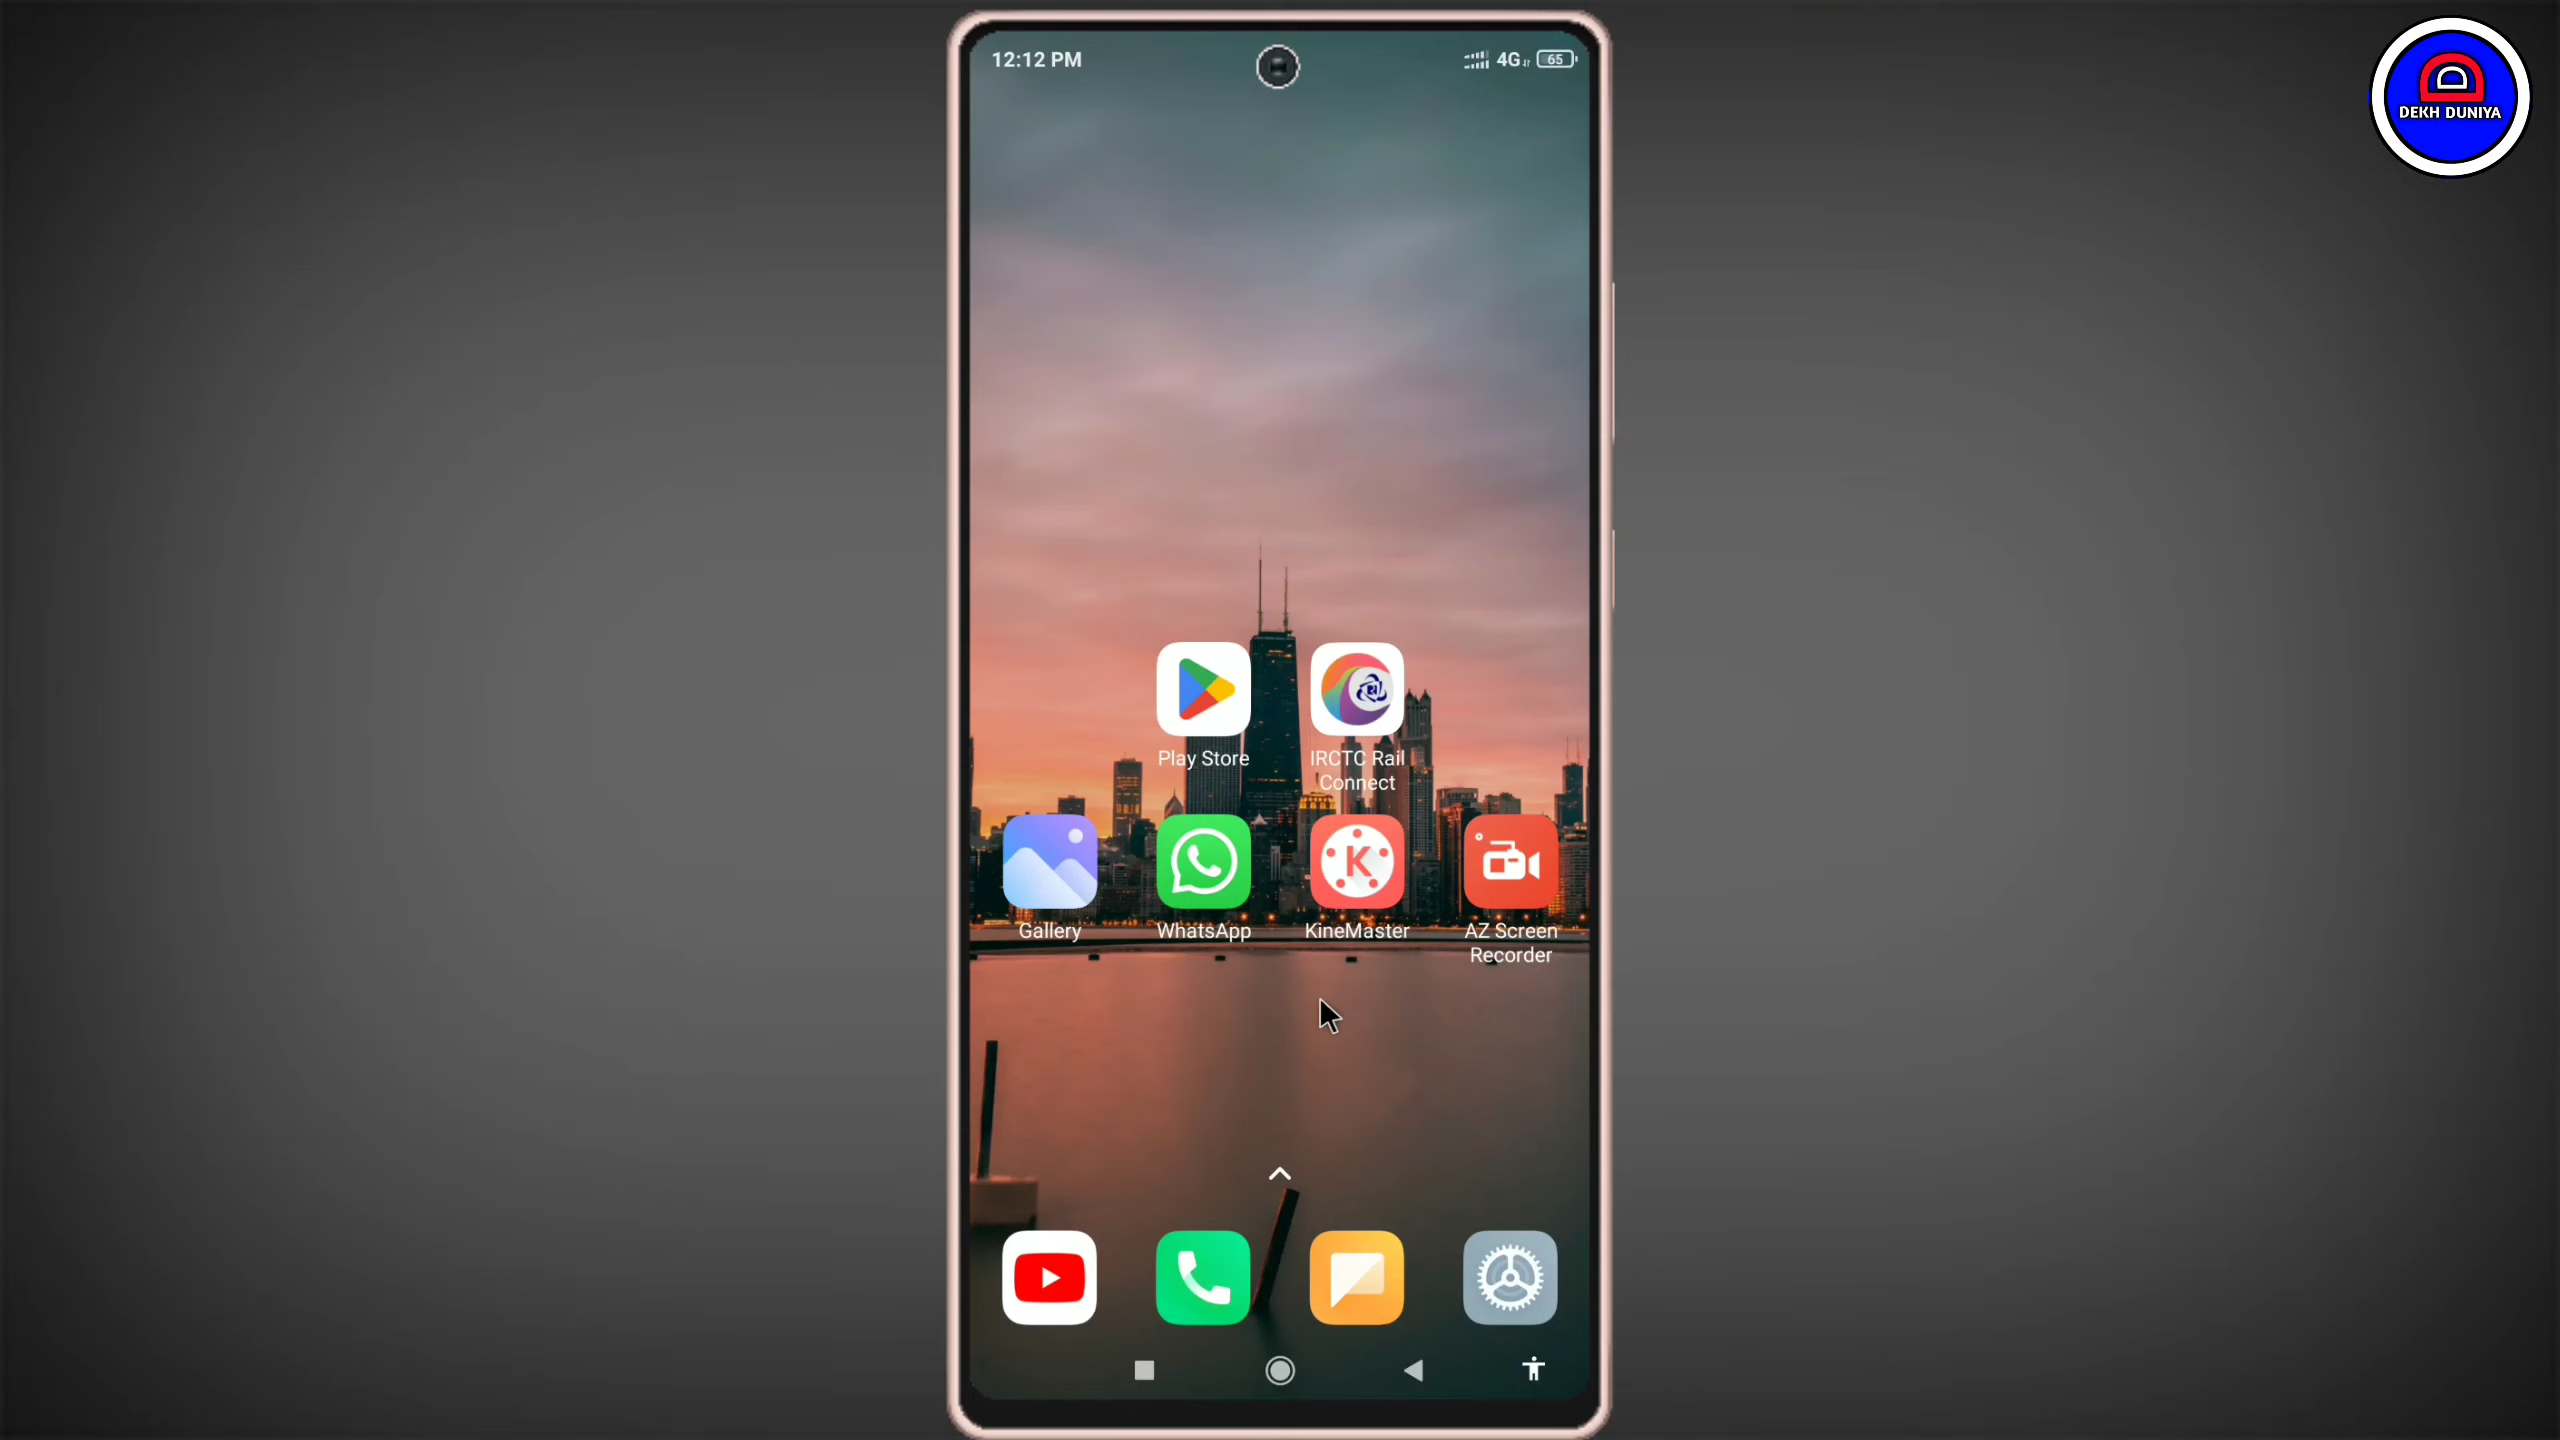 12:12 PM
4G
65
DEKH DUNIYA
Play Store
IRCTC Rail
Connect
Gallery
WhatsApp
KineMaster
AZ Screen
Recorder